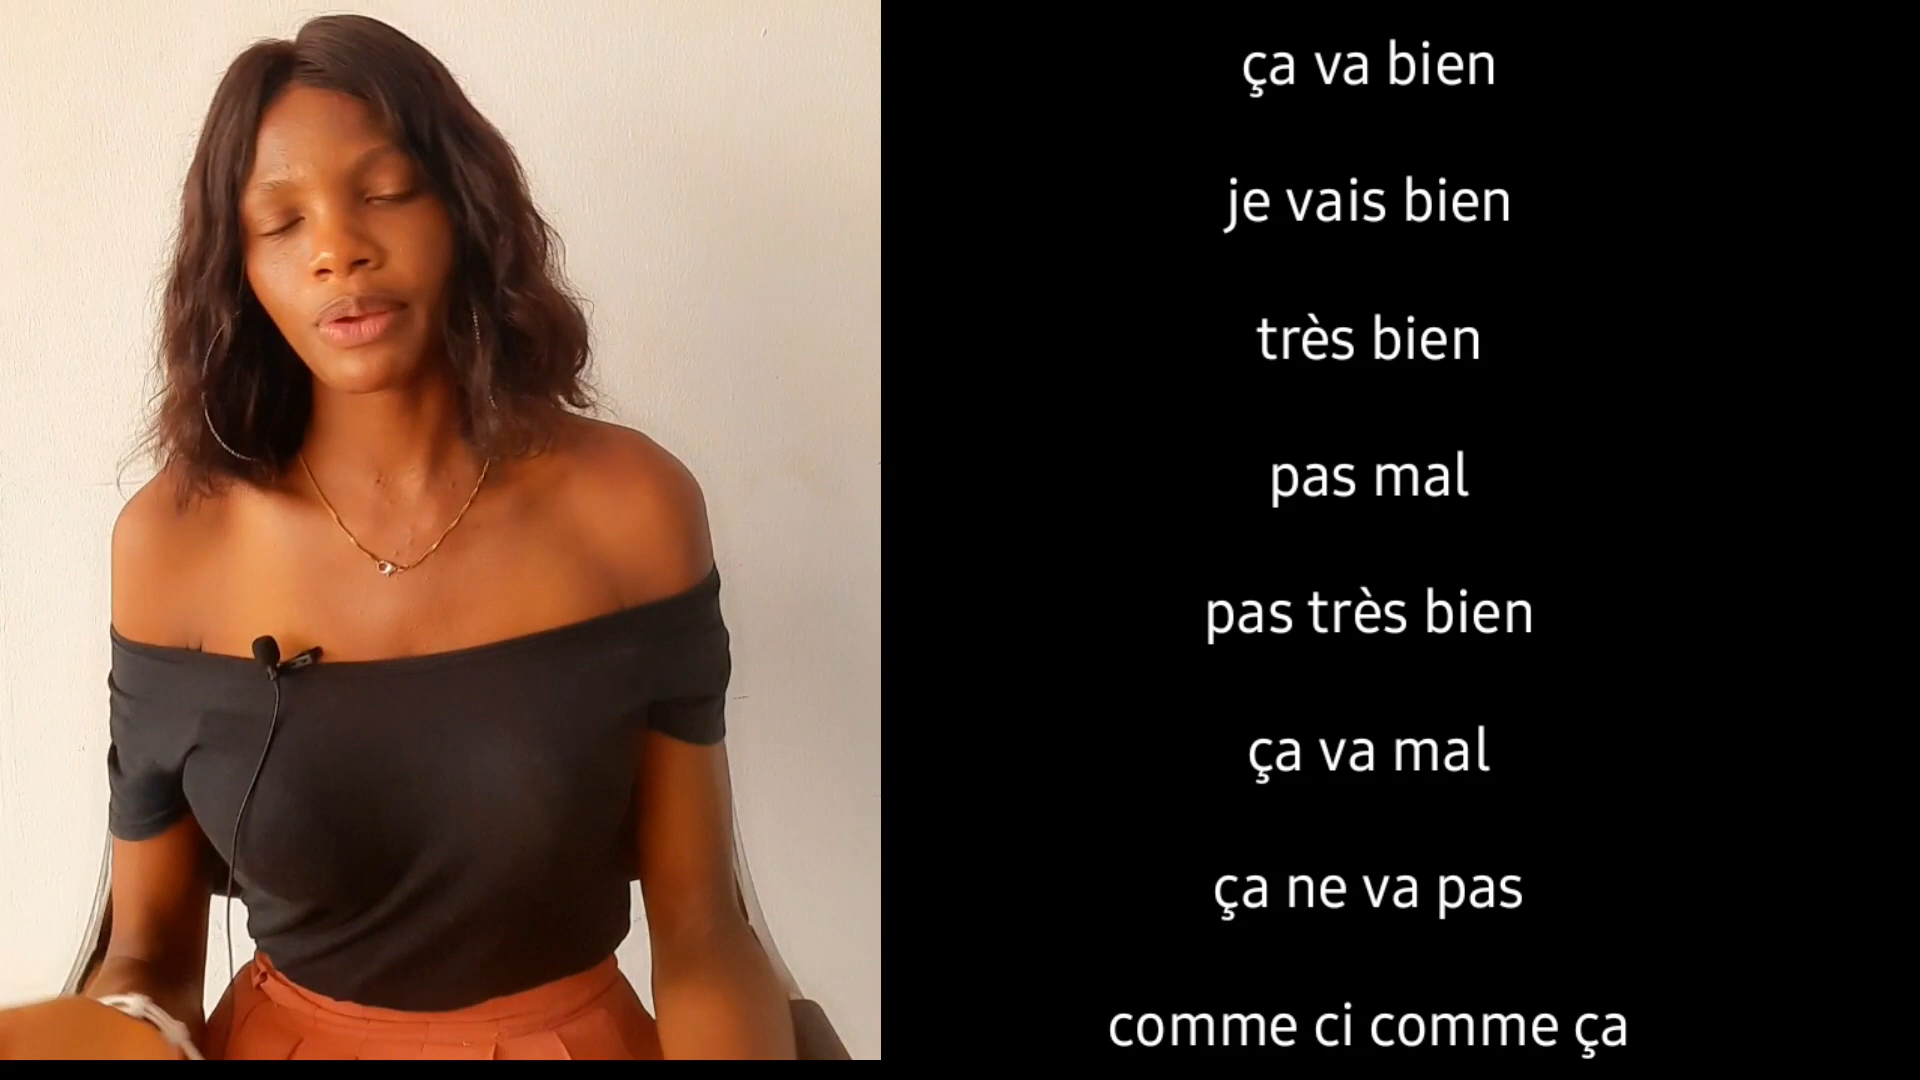 ça va bien
je vais bien
très bien
pas mal
pas très bien
ça va mal
ça ne va pas
comme ci comme ça